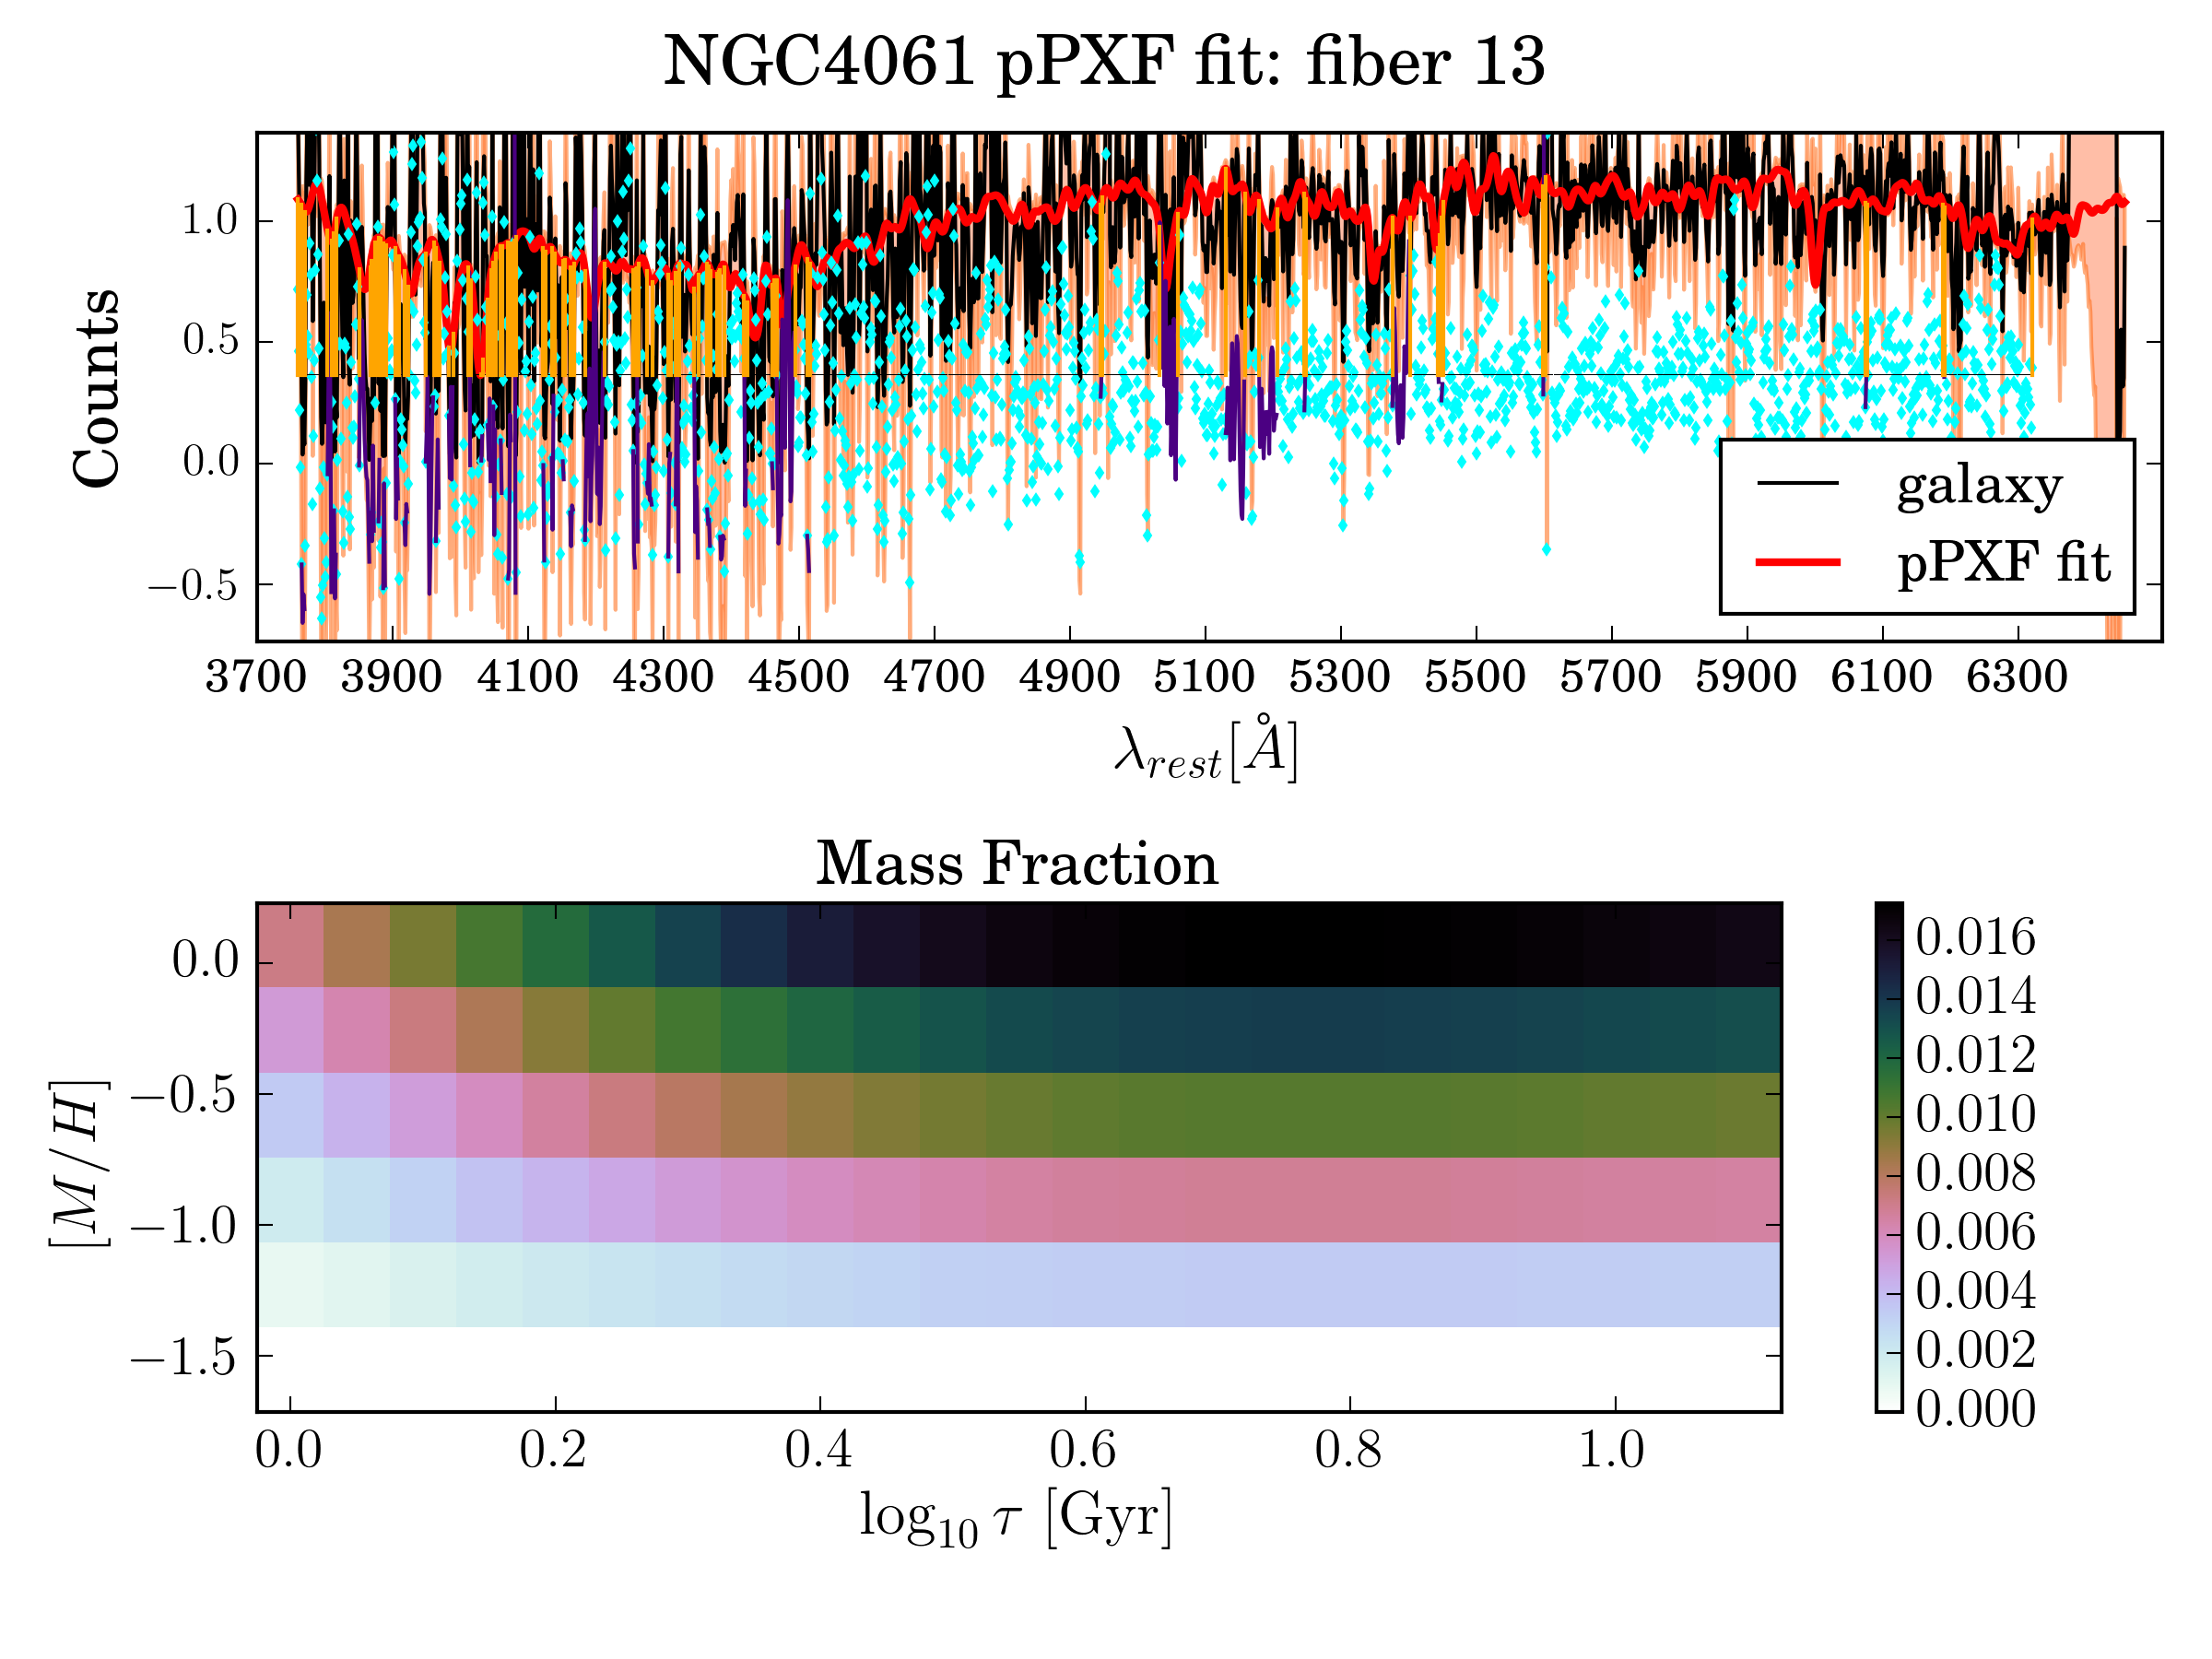 NGC4061 pPXF fit: fiber 13
Counts
1.0
0.5
0.0
−0.5
galaxy
pPXF fit
3700 3900 4100 4300 4500 4700 4900 5100 5300 5500 5700 5900 6100 6300
λrest[Å]
Mass Fraction
[M/H]
0.0
−0.5
−1.0
−1.5
0.016
0.014
0.012
0.010
0.008
0.006
0.004
0.002
0.000
0.0 0.2 0.4 0.6 0.8 1.0
log10 τ [Gyr]